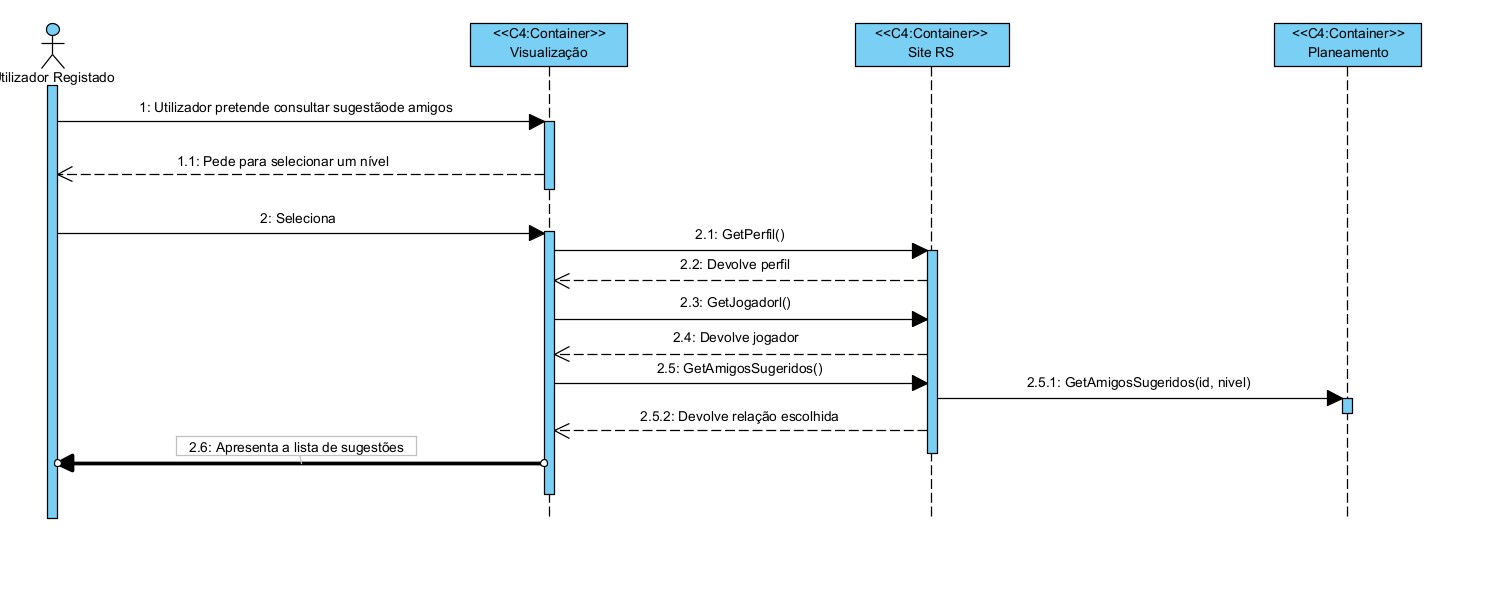 <<C4:Container>>
Visualização
<<C4:Container>>
Site RS
<<C4:Container>>
Planeamento
tilizador Registado
1: Utilizador pretende consultar sugestãode amigos
1.1: Pede para selecionar um nível
2: Seleciona
2.1: GetPerfil()
2.2: Devolve perfil
2.3: GetJogadorl()
2.4: Devolve jogador
2.5: GetAmigosSugeridos()
2.5.1: GetAmigosSugeridos(id, nivel)
2.5.2: Devolve relação escolhida
2.6: Apresenta a lista de sugestões